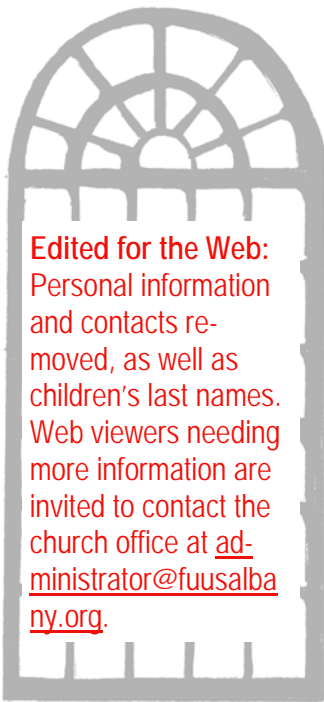 Edited for the Web:
Personal information
and contacts re-
moved, as well as
children's last names.
Web viewers needing
more information are
invited to contact the
church office at ad-
ministrator@fuusalba
ny.org.